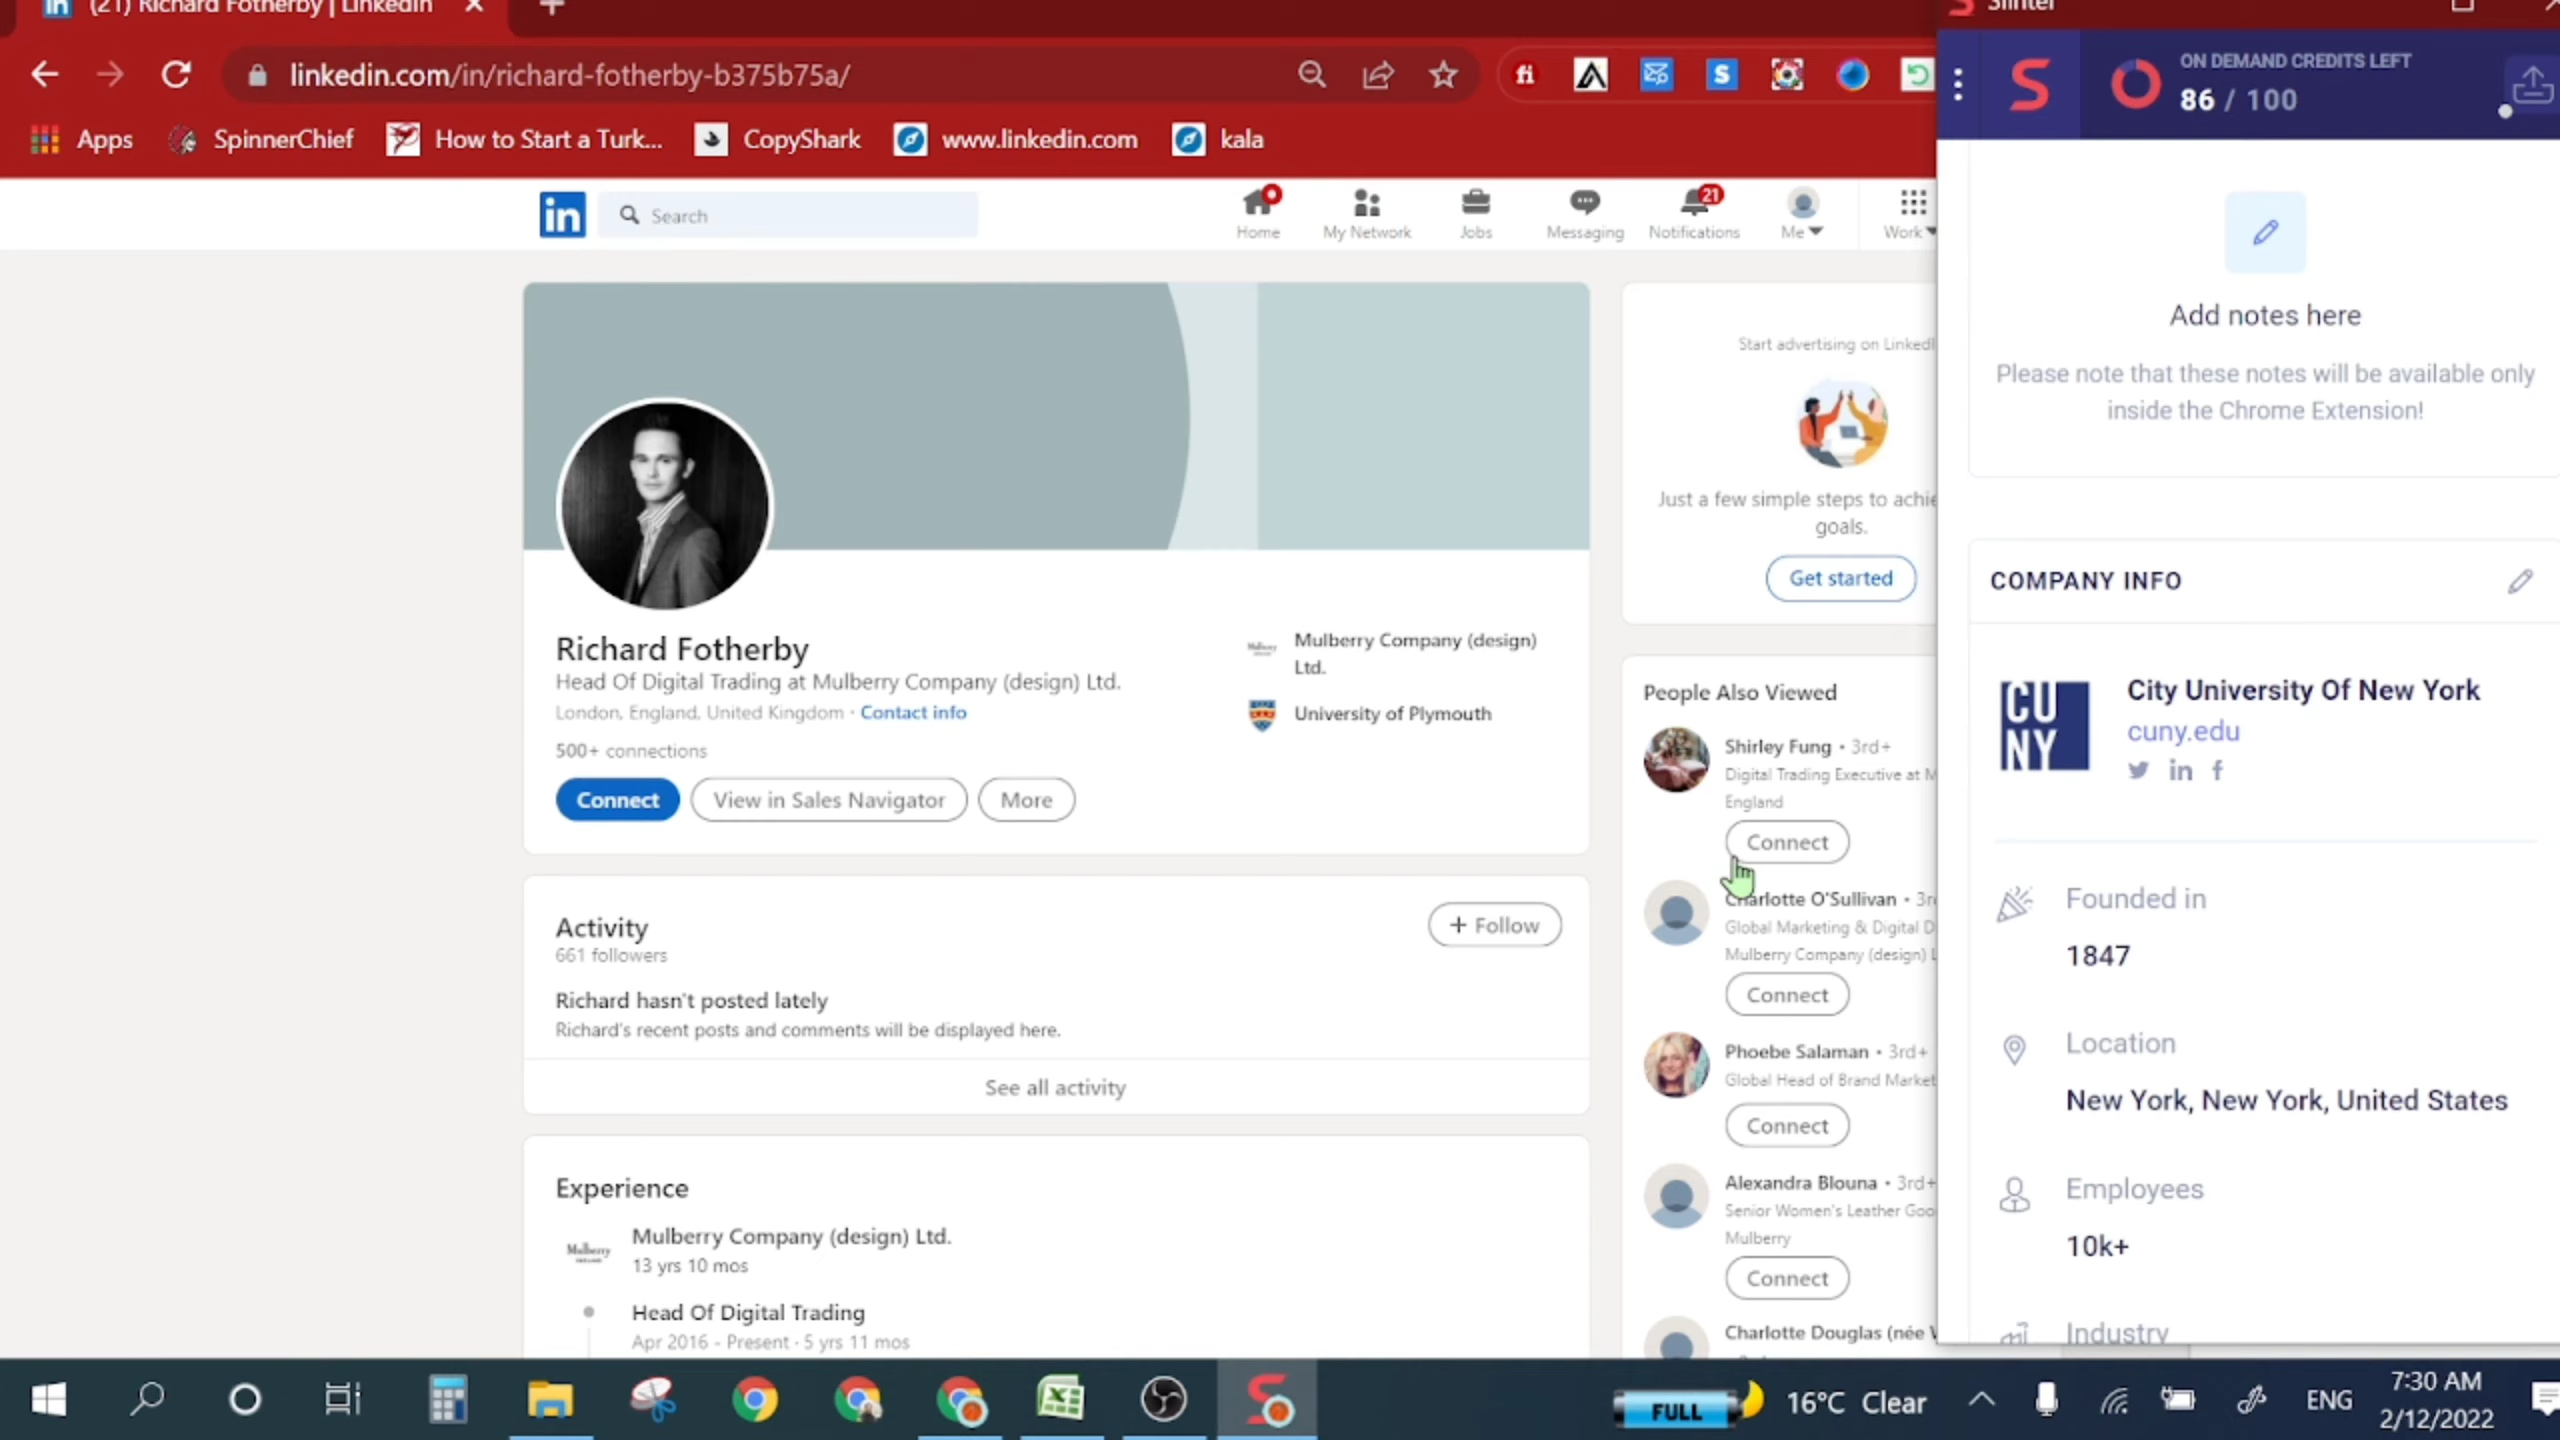 (21) Richard Fotherby | LinkedIn
Slintel
linkedin.com/in/richard-fotherby-b375b75a/
ON DEMAND CREDITS LEFT
86 / 100
Apps
SpinnerChief
How to Start a Turk...
CopyShark
www.linkedin.com
kala
in
Search
Home
My Network
Jobs
Messaging
21
Notifications
Me
Work
Add notes here
Please note that these notes will be available only
inside the Chrome Extension!
Start advertising on LinkedI
Just a few simple steps to achie
goals.
Get started
Richard Fotherby
Head Of Digital Trading at Mulberry Company (design) Ltd.
London, England, United Kingdom · Contact info
500+ connections
Connect
View in Sales Navigator
More
Mulberry Company (design)
Ltd.
University of Plymouth
Activity
661 followers
+ Follow
Richard hasn't posted lately
Richard's recent posts and comments will be displayed here.
See all activity
Experience
Mulberry
Mulberry Company (design) Ltd.
13 yrs 10 mos
Head Of Digital Trading
Apr 2016 - Present · 5 yrs 11 mos
People Also Viewed
Shirley Fung • 3rd+
Digital Trading Executive at M
England
Connect
Charlotte O'Sullivan • 3r
Global Marketing & Digital D
Mulberry Company (design) L
Connect
Phoebe Salaman • 3rd+
Global Head of Brand Market
Connect
Alexandra Blouna • 3rd+
Senior Women's Leather Goo
Mulberry
Connect
Charlotte Douglas (née
COMPANY INFO
CU
NY
City University Of New York
cuny.edu
Founded in
1847
Location
New York, New York, United States
Employees
10k+
Industry
FULL
16°C Clear
ENG
7:30 AM
2/12/2022